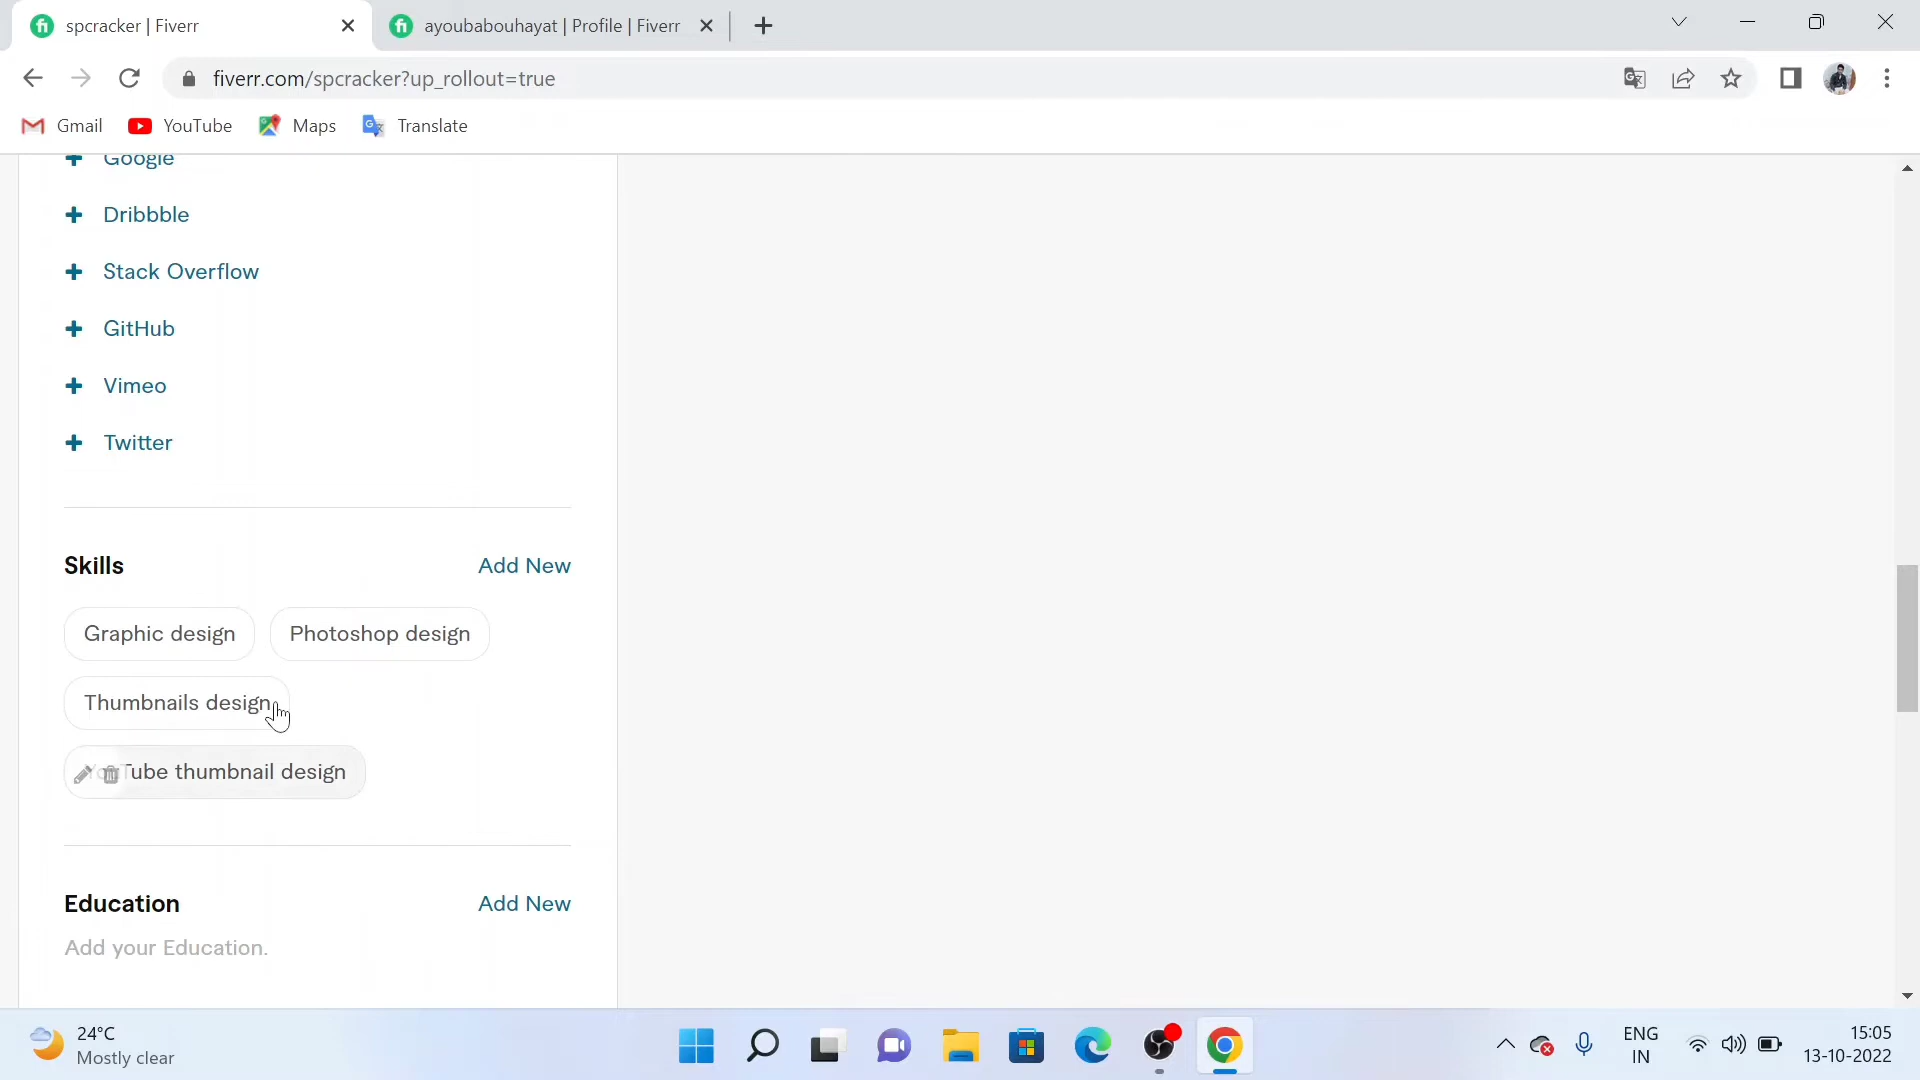 spcracker | Fiverr
ayoubabouhayat | Profile | Fiverr
fiverr.com/spcracker?up_rollout=true
Gmail
YouTube
Maps
Translate
Google
Dribbble
Stack Overflow
GitHub
Vimeo
Twitter
Skills
Add New
Graphic design
Photoshop design
Thumbnails design
YouTube thumbnail design
Education
Add New
Add your Education.
24°C
Mostly clear
ENG
IN
15:05
13-10-2022